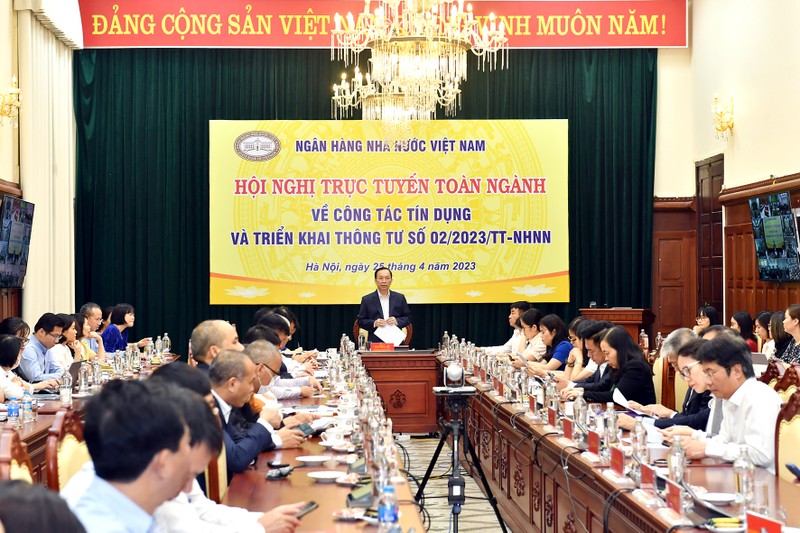 ĐẢNG CỘNG SẢN VIỆT NAM MUÔN NĂM!
NGÂN HÀNG NHÀ NƯỚC VIỆT NAM
HỘI NGHỊ TRỰC TUYẾN TOÀN NGÀNH
VỀ CÔNG TÁC TÍN DỤNG
VÀ TRIỂN KHAI THÔNG TƯ SỐ 02/2023/TT-NHNN
Hà Nội, ngày 25 tháng 4 năm 2023